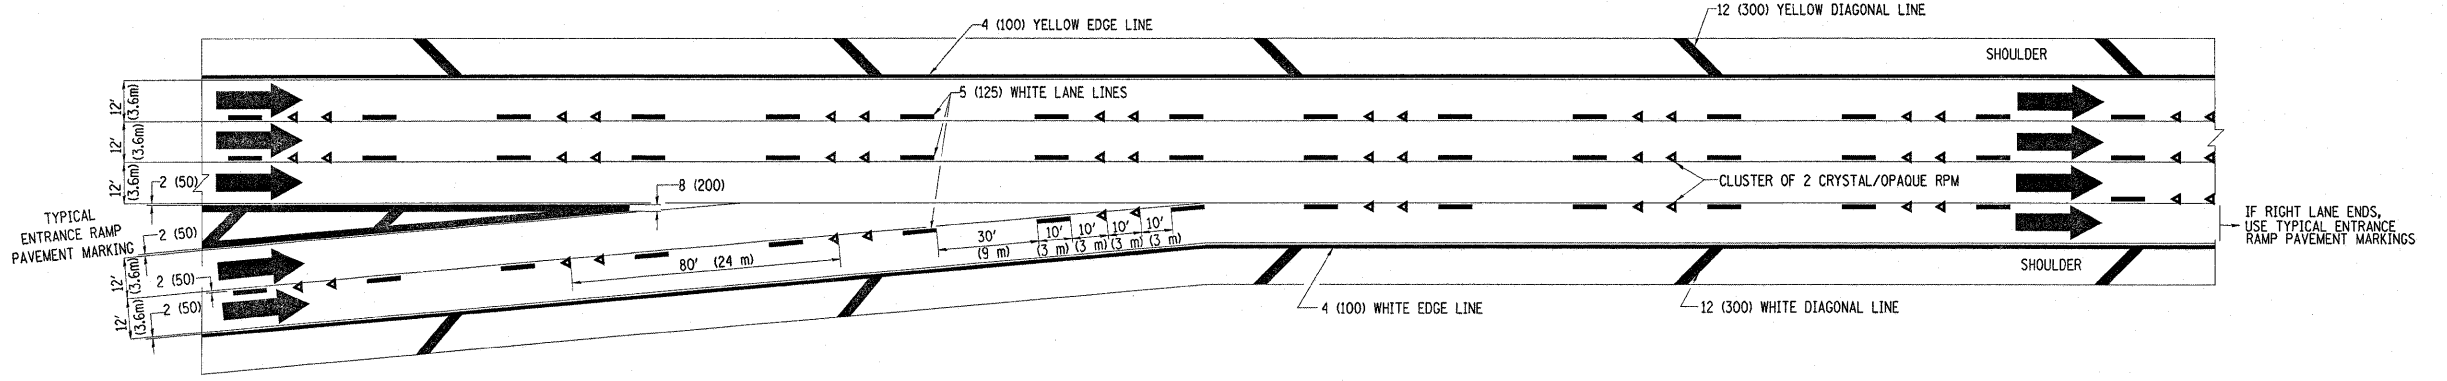 4 (100) YELLOW EDGE LINE
12 (300) YELLOW DIAGONAL LINE
SHOULDER
12'
(3.6m)
5 (125) WHITE LANE LINES
12'
(3.6m)
12'
(3.6m)
2 (50)
8 (200)
CLUSTER OF 2 CRYSTAL/OPAQUE RPM
TYPICAL
ENTRANCE RAMP
PAVEMENT MARKING
2 (50)
30'
(9 m)
10'
(3 m)
10'
(3 m)
10'
(3 m)
10'
(3 m)
IF RIGHT LANE ENDS,
USE TYPICAL ENTRANCE
RAMP PAVEMENT MARKINGS
80' (24 m)
SHOULDER
12'
(3.6m)
2 (50)
12'
(3.6m)
2 (50)
4 (100) WHITE EDGE LINE
12 (300) WHITE DIAGONAL LINE